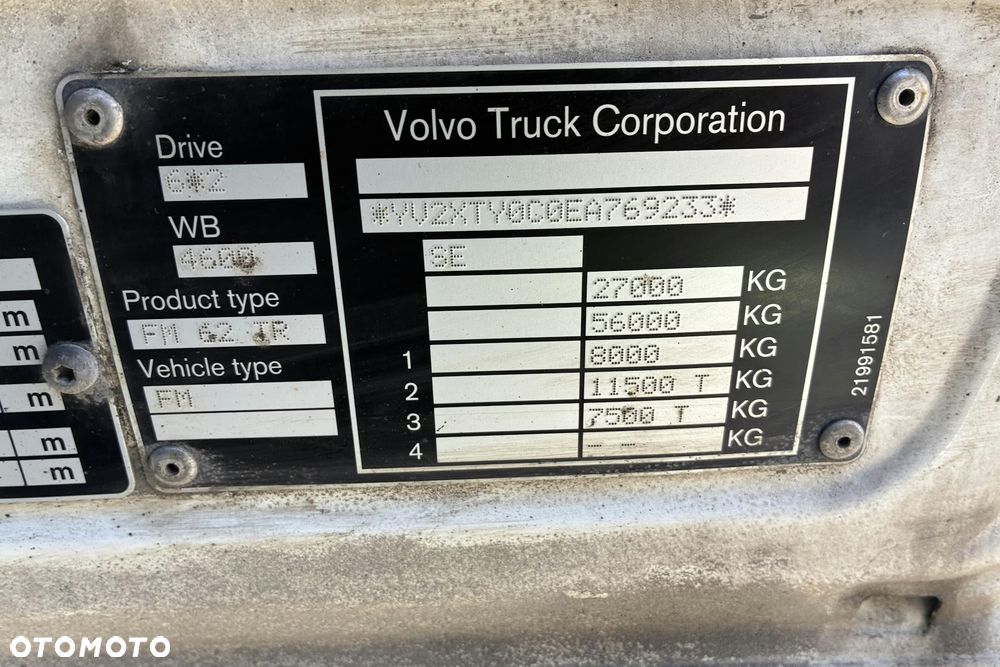 m
m
m
m
m
Drive
6*2
WB
4600
Product type
FM 62 TR
Vehicle type
FM
Volvo Truck Corporation
*YV2XTY0C0EA769233*
SE
27000 KG
56000 KG
1 8000 KG
2 11500 T KG
3 7500 T KG
4 -- -- KG
21991581
OTOMOTO